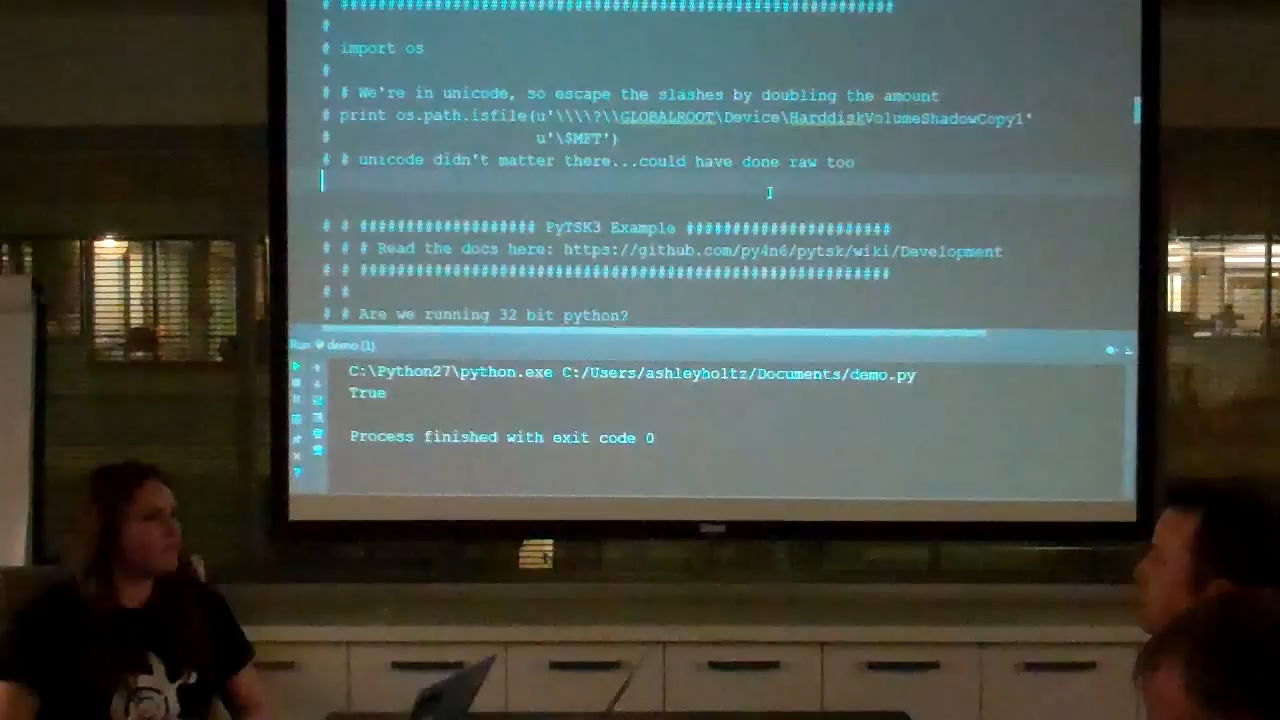 # ############################################################
#
# import os
#
# # We're in unicode, so escape the slashes by doubling the amount
# print os.path.isfile(u'\\\\?\\GLOBALROOT\Device\HarddiskVolumeShadowCopy1'
# u'\$MFT')
# # unicode didn't matter there...could have done raw too
# # ################### PyTSK3 Example ######################
# # # Read the docs here: https://github.com/py4n6/pytsk/wiki/Development
# # #########################################################
# #
# # Are we running 32 bit python?
Run demo (1)
C:\Python27\python.exe C:/Users/ashleyholtz/Documents/demo.py
True
Process finished with exit code 0